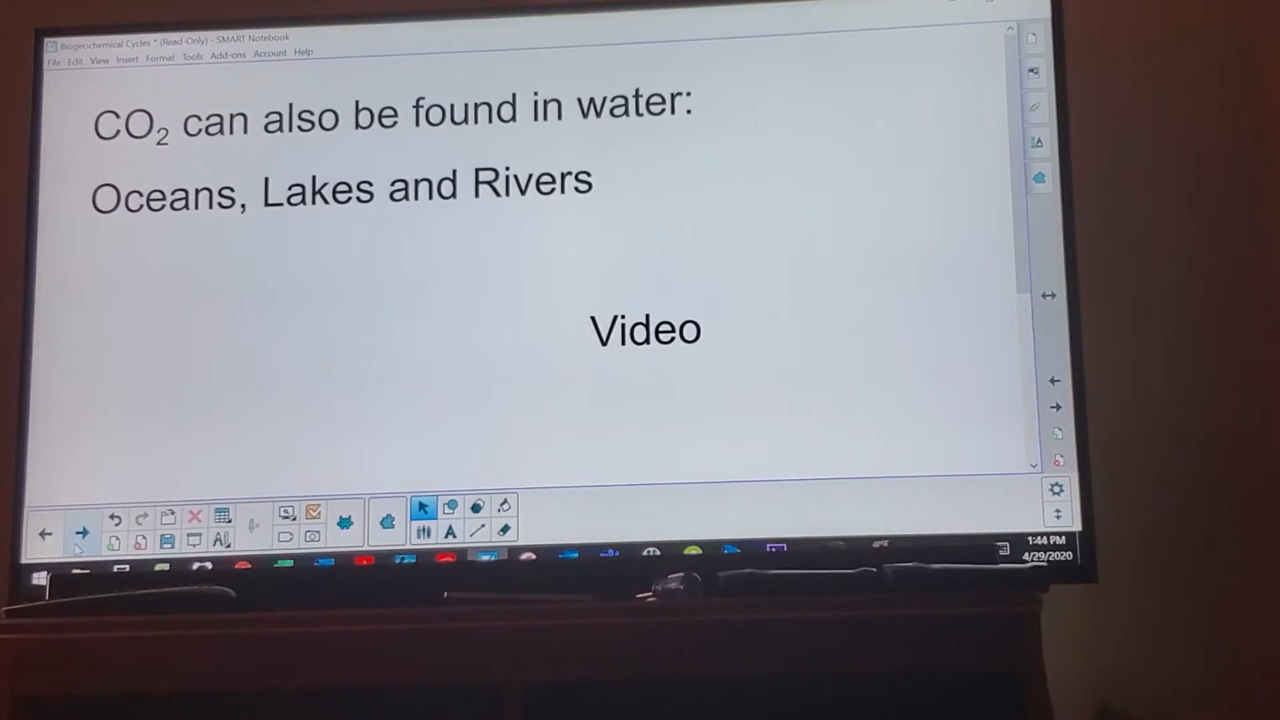 Biogeochemical Cycles * (Read-Only) - SMART Notebook
File Edit View Insert Format Tools Add-ons Account Help
CO₂ can also be found in water:
Oceans, Lakes and Rivers
Video
1:44 PM
4/29/2020